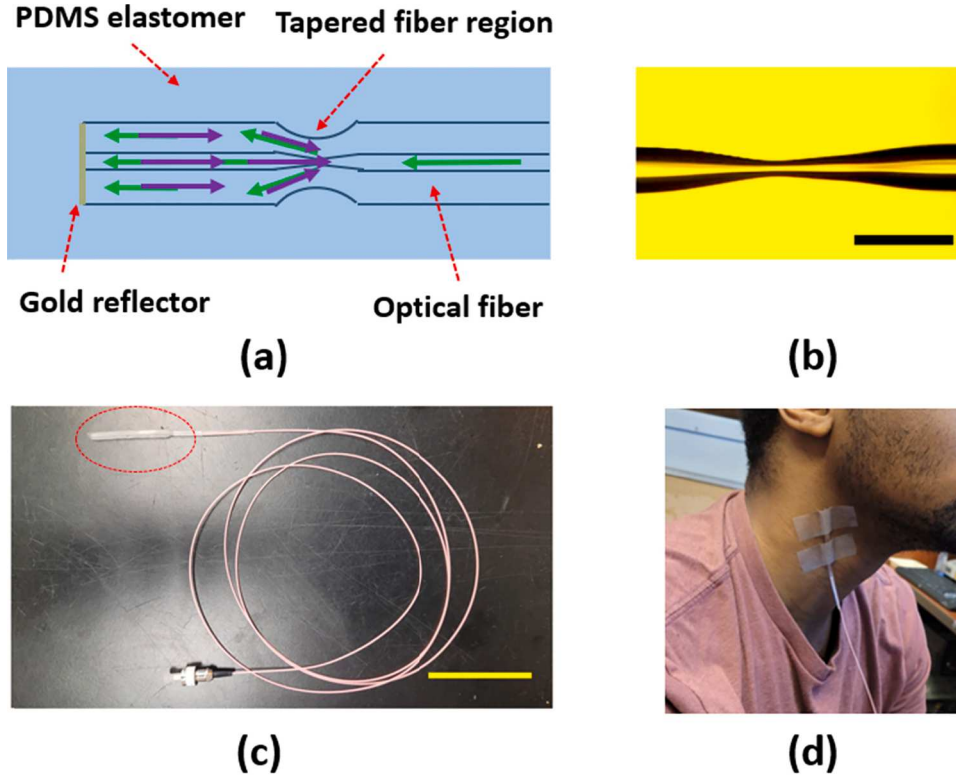 PDMS elastomer
Tapered fiber region
Gold reflector
Optical fiber
(a)
(b)
(c)
(d)